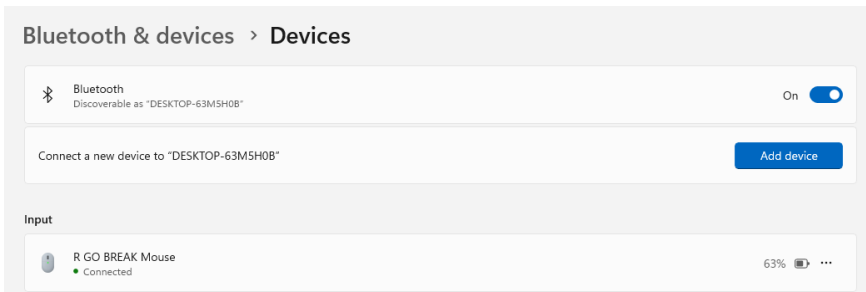 Bluetooth & devices > Devices
Bluetooth
Discoverable as "DESKTOP-63M5H0B"
On
Connect a new device to "DESKTOP-63M5H0B"
Add device
Input
R GO BREAK Mouse
Connected
63%